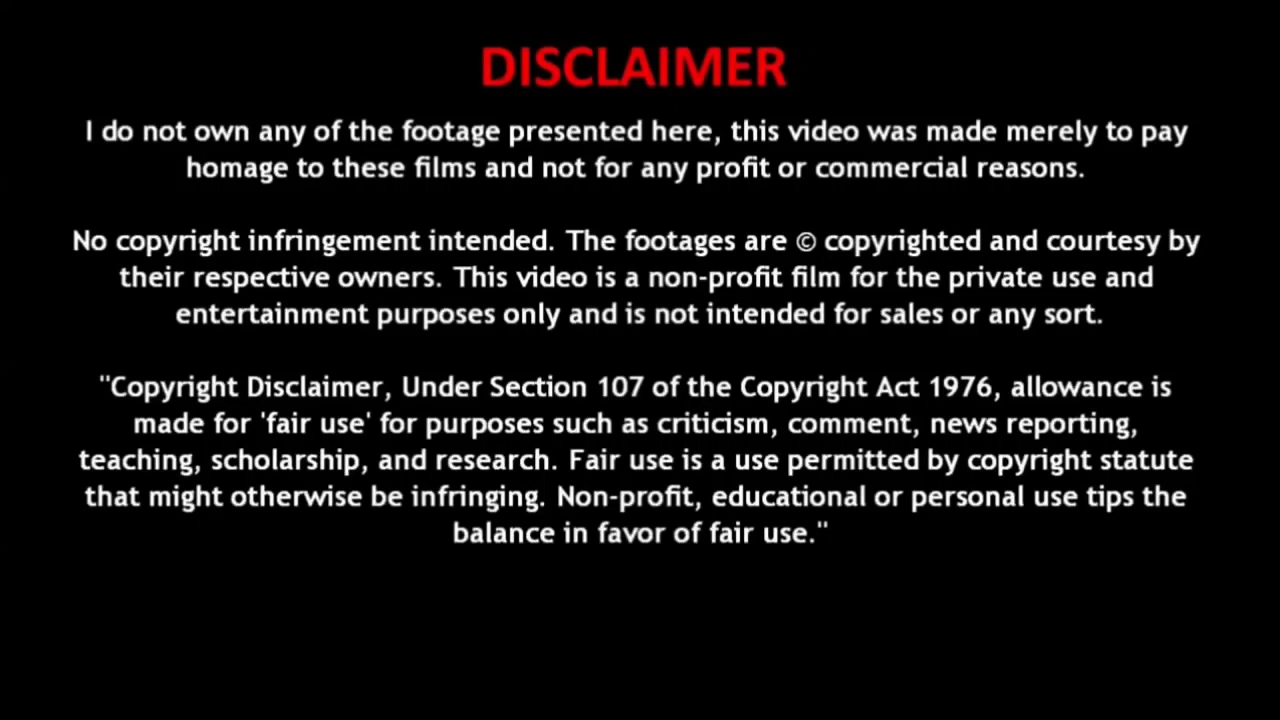 DISCLAIMER
I do not own any of the footage presented here, this video was made merely to pay
homage to these films and not for any profit or commercial reasons.
No copyright infringement intended. The footages are © copyrighted and courtesy by
their respective owners. This video is a non-profit film for the private use and
entertainment purposes only and is not intended for sales or any sort.
"Copyright Disclaimer, Under Section 107 of the Copyright Act 1976, allowance is
made for 'fair use' for purposes such as criticism, comment, news reporting,
teaching, scholarship, and research. Fair use is a use permitted by copyright statute
that might otherwise be infringing. Non-profit, educational or personal use tips the
balance in favor of fair use."